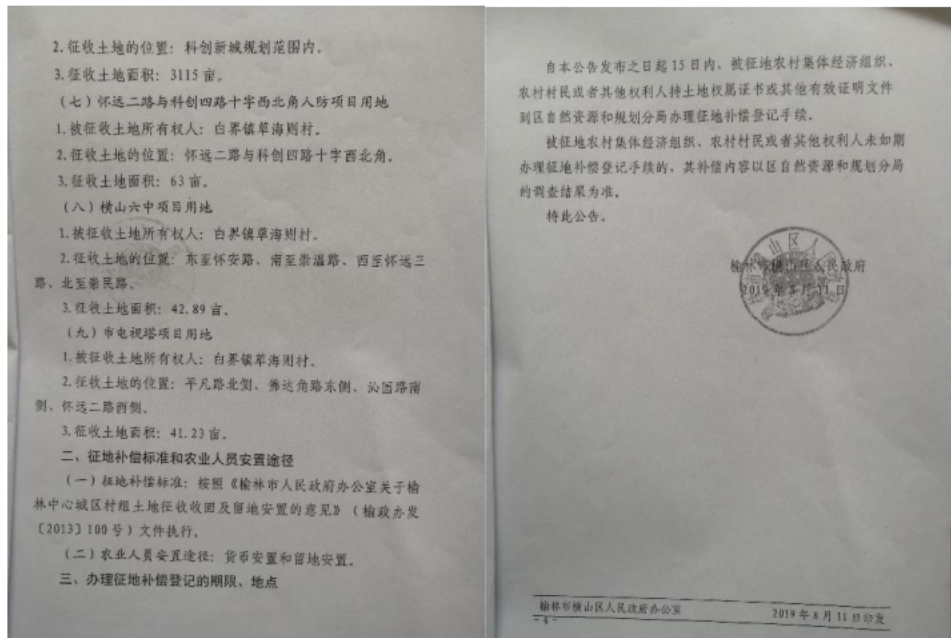 2.征收土地的位置：科创新城规划范围内。
3.征收土地面积：3115亩。
（七）怀远二路与科创四路十字西北角人防项目用地
1.被征收土地所有权人：白界镇草海则村。
2.征收土地的位置：怀远二路与科创四路十字西北角。
3.征收土地面积：63亩。
（八）横山六中项目用地
1.被征收土地所有权人：白界镇草海则村。
2.征收土地的位置：东至怀安路、南至崇温路、西至怀远三
路、北至崇民路。
3.征收土地面积：42.89亩。
（九）市电视塔项目用地
1.被征收土地所有权人：白界镇草海则村。
2.征收土地的位置：平凡路北侧、佛达角路东侧、沁园路南
侧、怀远二路西侧。
3.征收土地面积：41.23亩。
二、征地补偿标准和农业人员安置途径
（一）征地补偿标准：按照《榆林市人民政府办公室关于榆
林中心城区村组土地征收收回及留地安置的意见》（榆政办发
〔2013〕100号）文件执行。
（二）农业人员安置途径：货币安置和留地安置。
三、办理征地补偿登记的期限、地点
自本公告发布之日起15日内，被征地农村集体经济组织、
农村村民或者其他权利人持土地权属证书或其他有效证明文件
到区自然资源和规划分局办理征地补偿登记手续。
被征地农村集体经济组织、农村村民或者其他权利人未如期
办理征地补偿登记手续的，其补偿内容以区自然资源和规划分局
的调查结果为准。
特此公告。
榆林市横山区人民政府
2019年8月11日
榆林市横山区人民政府办公室
2019年8月11日印发